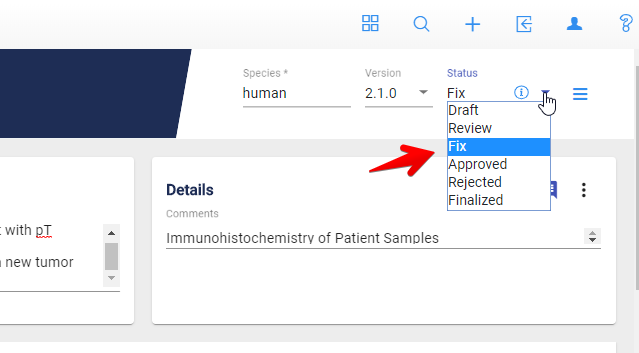 Species *
human
Version
2.1.0
Status
Fix
Draft
Review
Fix
Approved
Rejected
Finalized
t with pT
new tumor
Details
Comments
Immunohistochemistry of Patient Samples